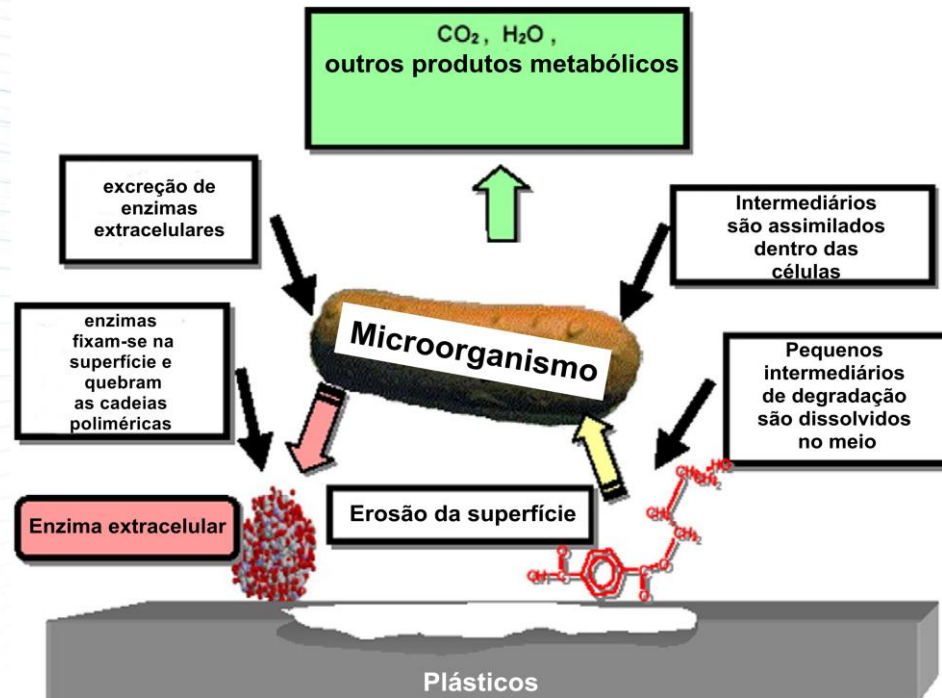 CO₂, H₂O,
outros produtos metabólicos
excreção de
enzimas
extracelulares
Intermediários
são assimilados
dentro das
células
Microorganismo
enzimas
fixam-se na
superfície e
quebram
as cadeias
poliméricas
Pequenos
intermediários
de degradação
são dissolvidos
no meio
Enzima extracelular
Erosão da superfície
Plásticos